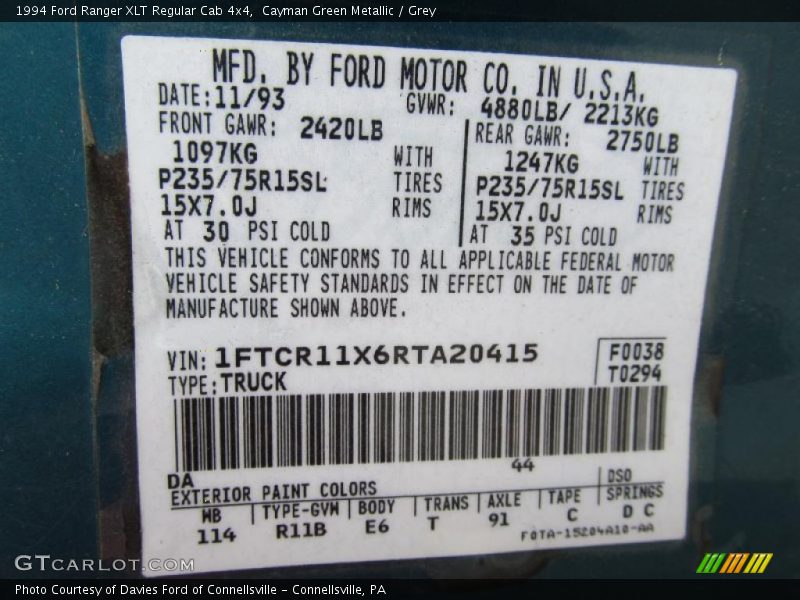 1994 Ford Ranger XLT Regular Cab 4x4,  Cayman Green Metallic / Grey
MFD. BY FORD MOTOR CO. IN U.S.A.
DATE: 11/93 GVWR: 4880LB/ 2213KG
FRONT GAWR: 2420LB REAR GAWR: 2750LB
1097KG WITH 1247KG WITH
P235/75R15SL TIRES P235/75R15SL TIRES
15X7.0J RIMS 15X7.0J RIMS
AT 30 PSI COLD AT 35 PSI COLD
THIS VEHICLE CONFORMS TO ALL APPLICABLE FEDERAL MOTOR
VEHICLE SAFETY STANDARDS IN EFFECT ON THE DATE OF
MANUFACTURE SHOWN ABOVE.
VIN: 1FTCR11X6RTA20415 F0038
TYPE: TRUCK T0294
44
DA
EXTERIOR PAINT COLORS DSO
WB TYPE-GVW BODY TRANS AXLE TAPE SPRINGS
114 R11B E6 T 91 C D C
F0TA-15204A10-AA
GTCARLOT.COM
Photo Courtesy of Davies Ford of Connellsville - Connellsville, PA